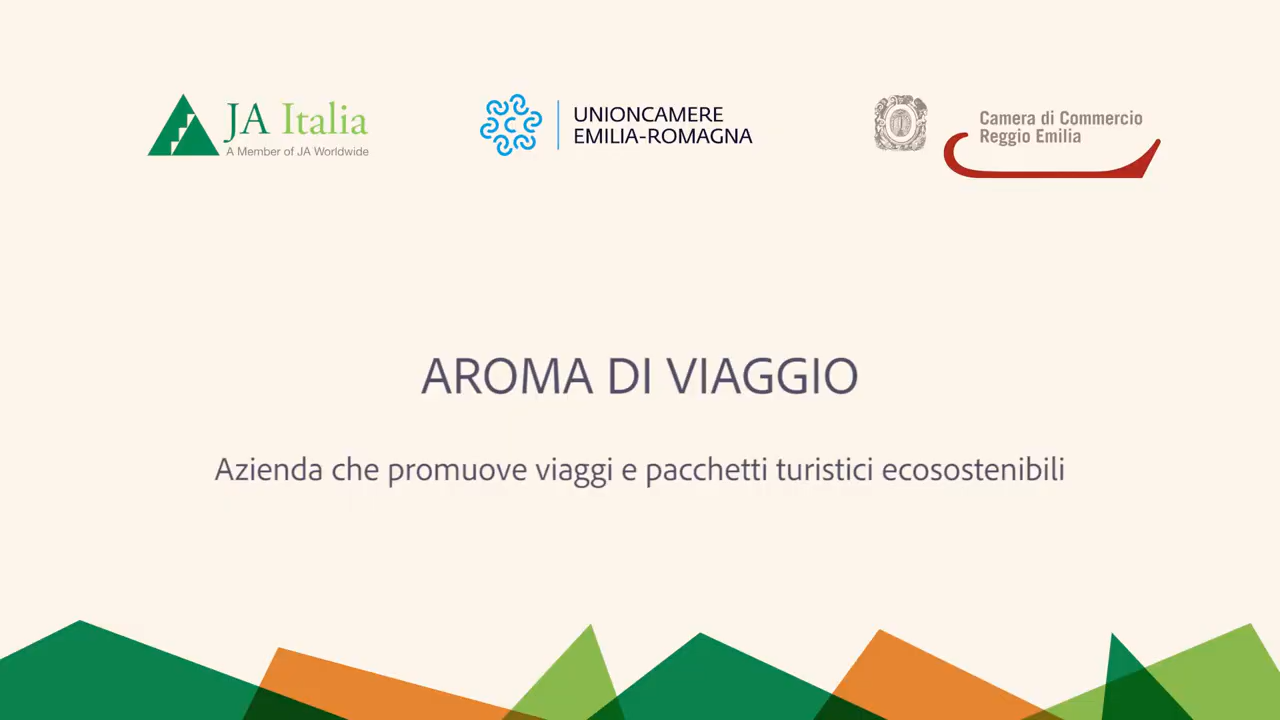 JA Italia
A Member of JA Worldwide
UNIONCAMERE
EMILIA-ROMAGNA
Camera di Commercio
Reggio Emilia
AROMA DI VIAGGIO
Azienda che promuove viaggi e pacchetti turistici ecosostenibili